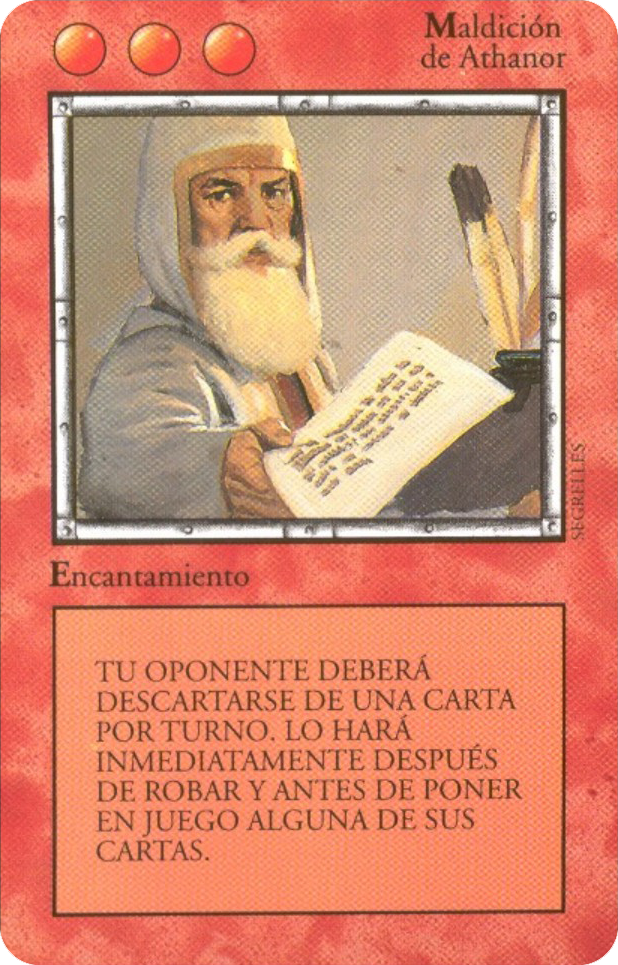 Maldición
de Athanor
SEGRELLES
Encantamiento
TU OPONENTE DEBERÁ
DESCARTARSE DE UNA CARTA
POR TURNO. LO HARÁ
INMEDIATAMENTE DESPUÉS
DE ROBAR Y ANTES DE PONER
EN JUEGO ALGUNA DE SUS
CARTAS.